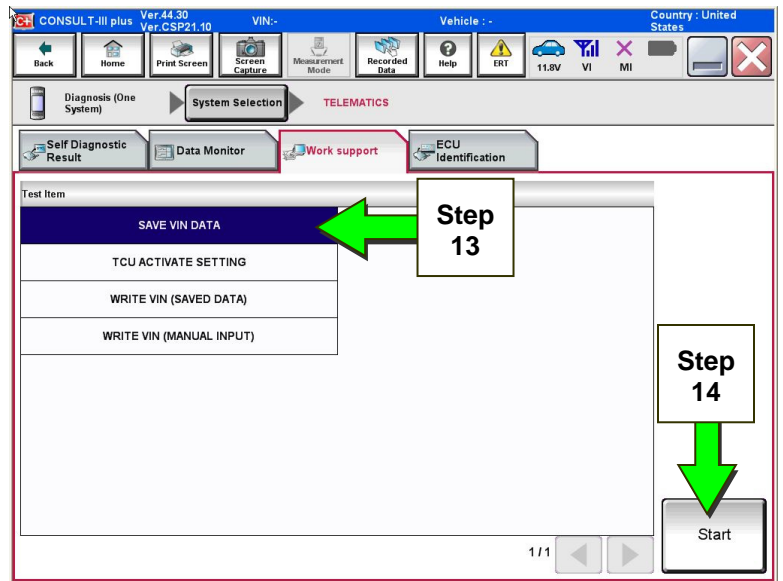 CONSULT-III plus Ver.44.30 VIN:- Vehicle : - Country : United
Ver.CSP21.10 States
Back Home Print Screen Screen Capture Measurement Mode Recorded Data Help ERT 11.8V VI MI
Diagnosis (One System) System Selection TELEMATICS
Self Diagnostic Result Data Monitor Work support ECU Identification
Test Item
SAVE VIN DATA
Step
13
TCU ACTIVATE SETTING
WRITE VIN (SAVED DATA)
WRITE VIN (MANUAL INPUT)
Step
14
Start
1/1